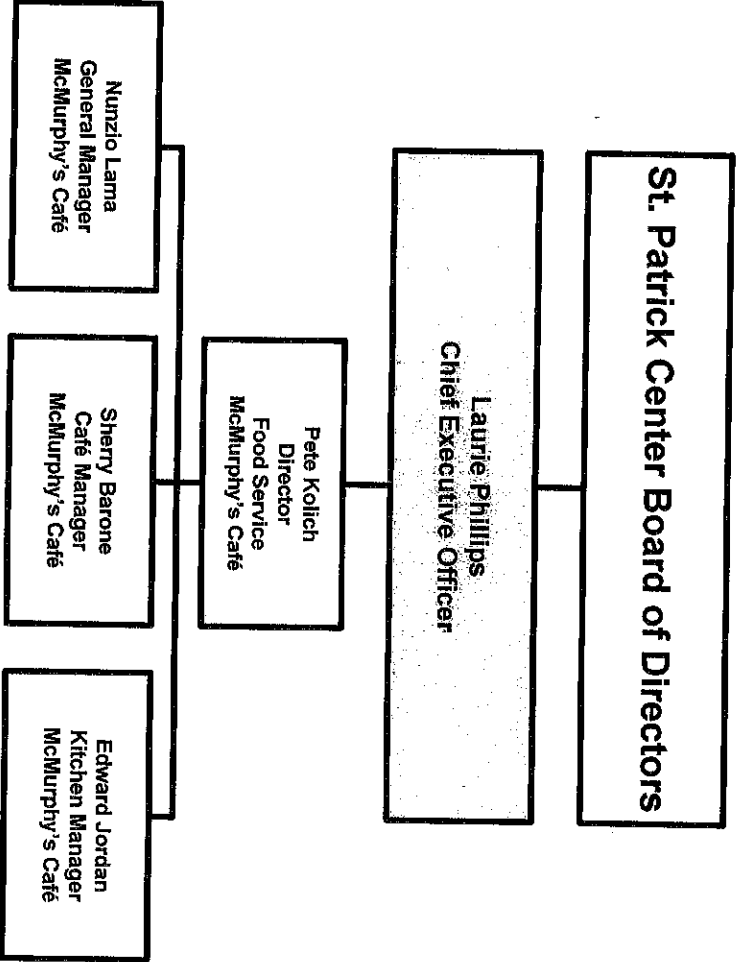 St. Patrick Center Board of Directors
Laurie Phillips
Chief Executive Officer
Pete Kolich
Director
Food Service
McMurphy's Café
Nunzio Lama
General Manager
McMurphy's Café
Sherry Barone
Café Manager
McMurphy's Café
Edward Jordan
Kitchen Manager
McMurphy's Café